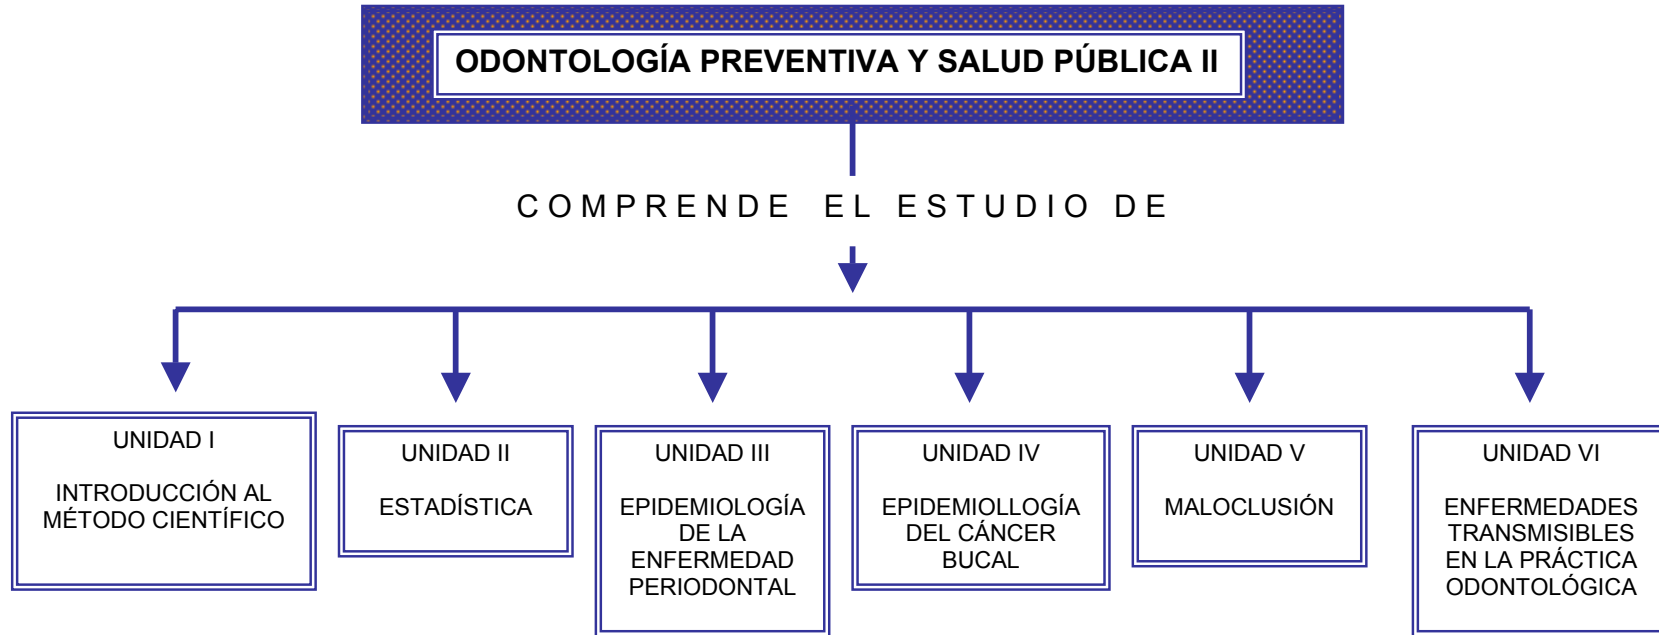 ODONTOLOGÍA PREVENTIVA Y SALUD PÚBLICA II
COMPRENDE EL ESTUDIO DE
UNIDAD I
INTRODUCCIÓN AL
MÉTODO CIENTÍFICO
UNIDAD II
ESTADÍSTICA
UNIDAD III
EPIDEMIOLOGÍA
DE LA
ENFERMEDAD
PERIODONTAL
UNIDAD IV
EPIDEMIOLLOGÍA
DEL CÁNCER
BUCAL
UNIDAD V
MALOCLUSIÓN
UNIDAD VI
ENFERMEDADES
TRANSMISIBLES
EN LA PRÁCTICA
ODONTOLÓGICA